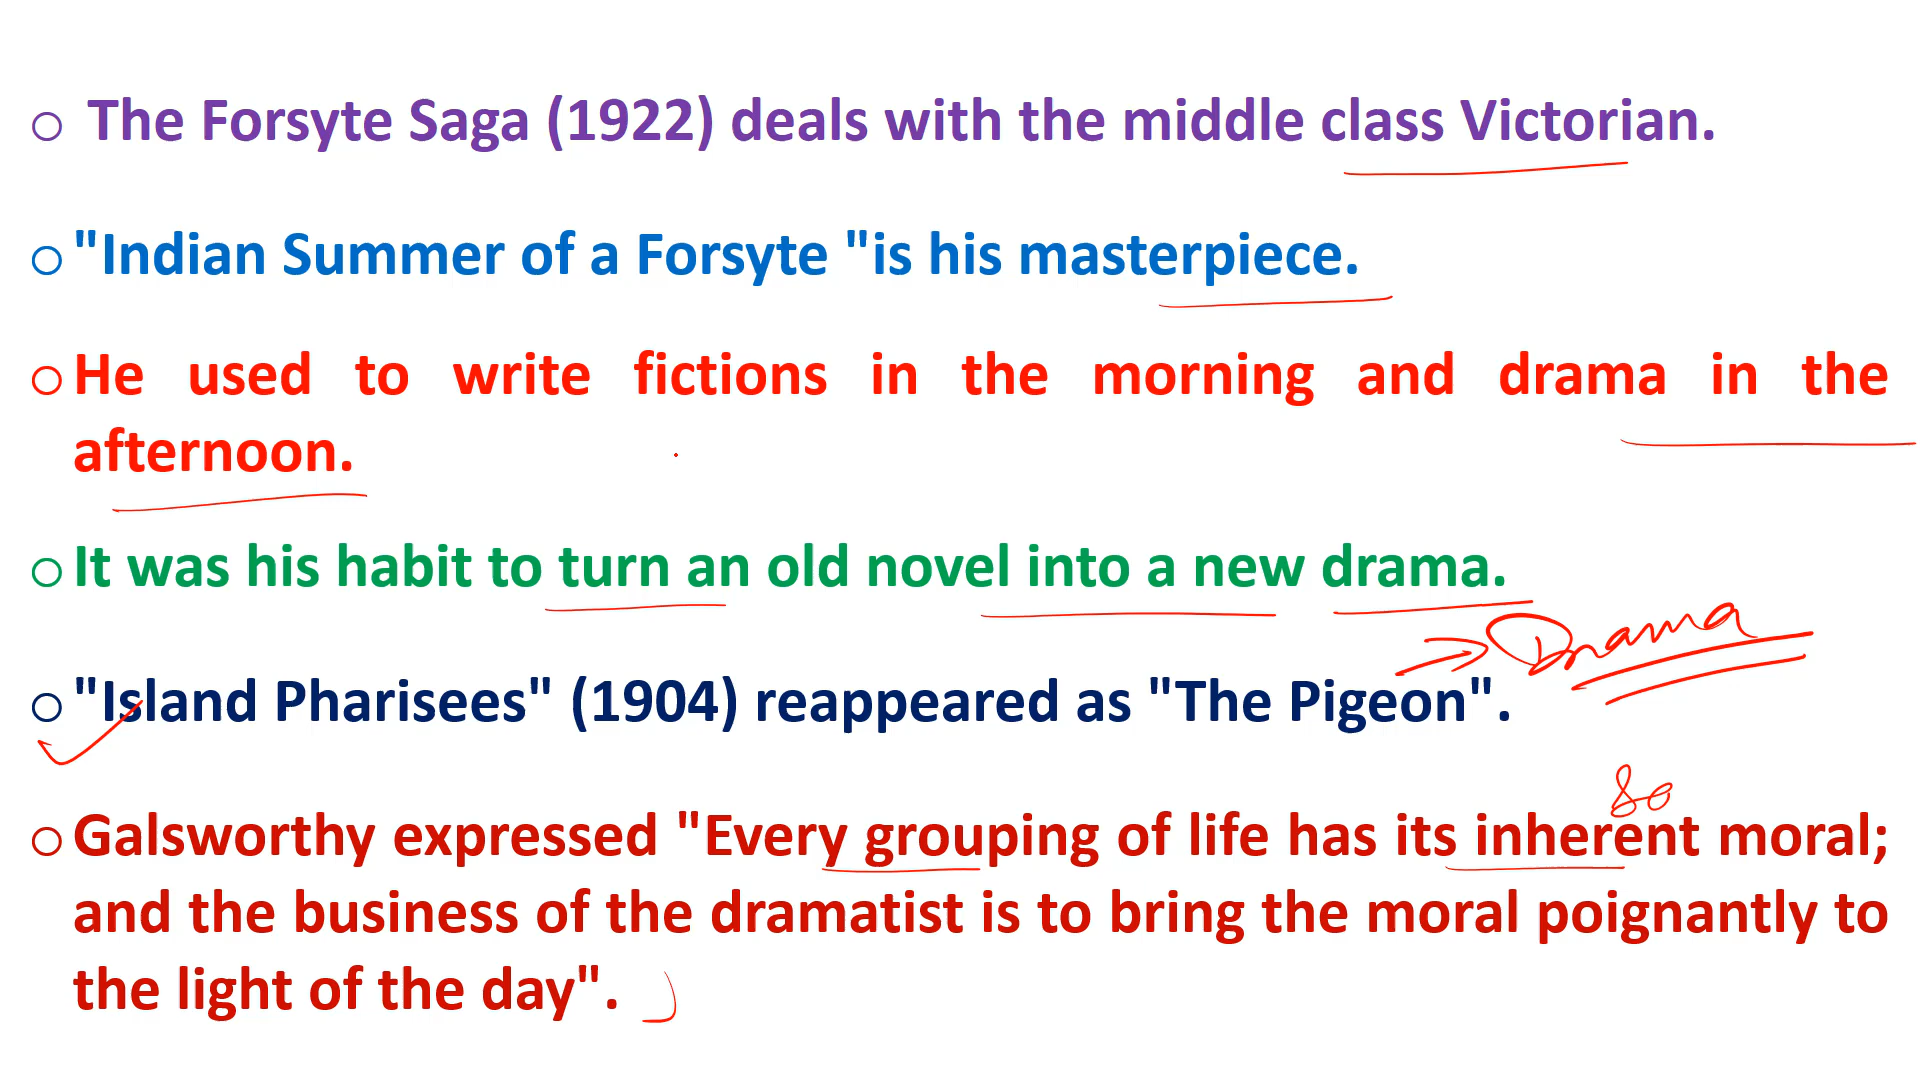 The Forsyte Saga (1922) deals with the middle class Victorian.
"Indian Summer of a Forsyte "is his masterpiece.
He used to write fictions in the morning and drama in the
afternoon.
It was his habit to turn an old novel into a new drama.
Drama
"Island Pharisees" (1904) reappeared as "The Pigeon".
Galsworthy expressed "Every grouping of life has its inherent moral;
and the business of the dramatist is to bring the moral poignantly to
the light of the day".